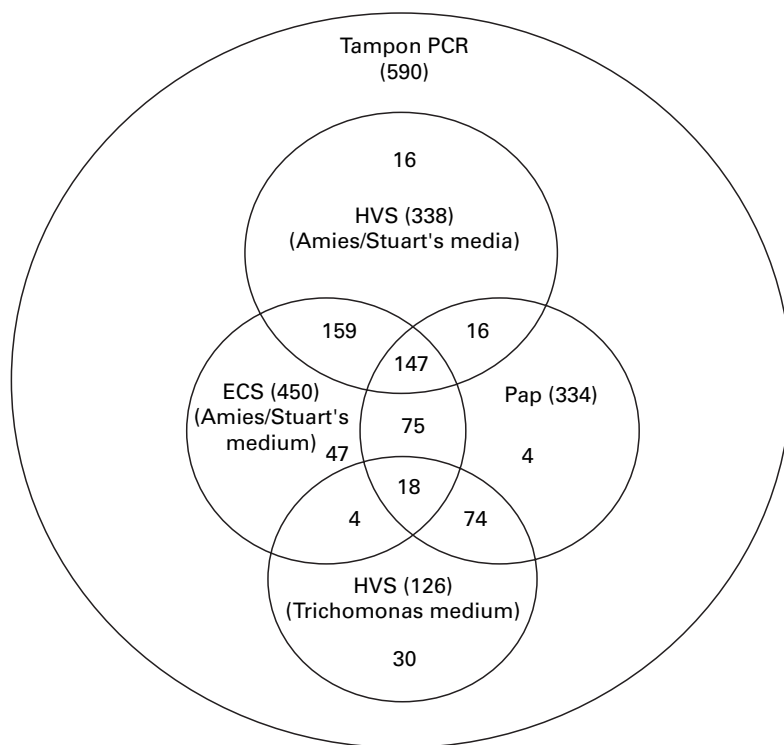 Tampon PCR
(590)
16
HVS (338)
(Amies/Stuart's media)
159
16
147
ECS (450)
(Amies/Stuart's
medium)
47
75
Pap (334)
4
18
4
74
HVS (126)
(Trichomonas medium)
30